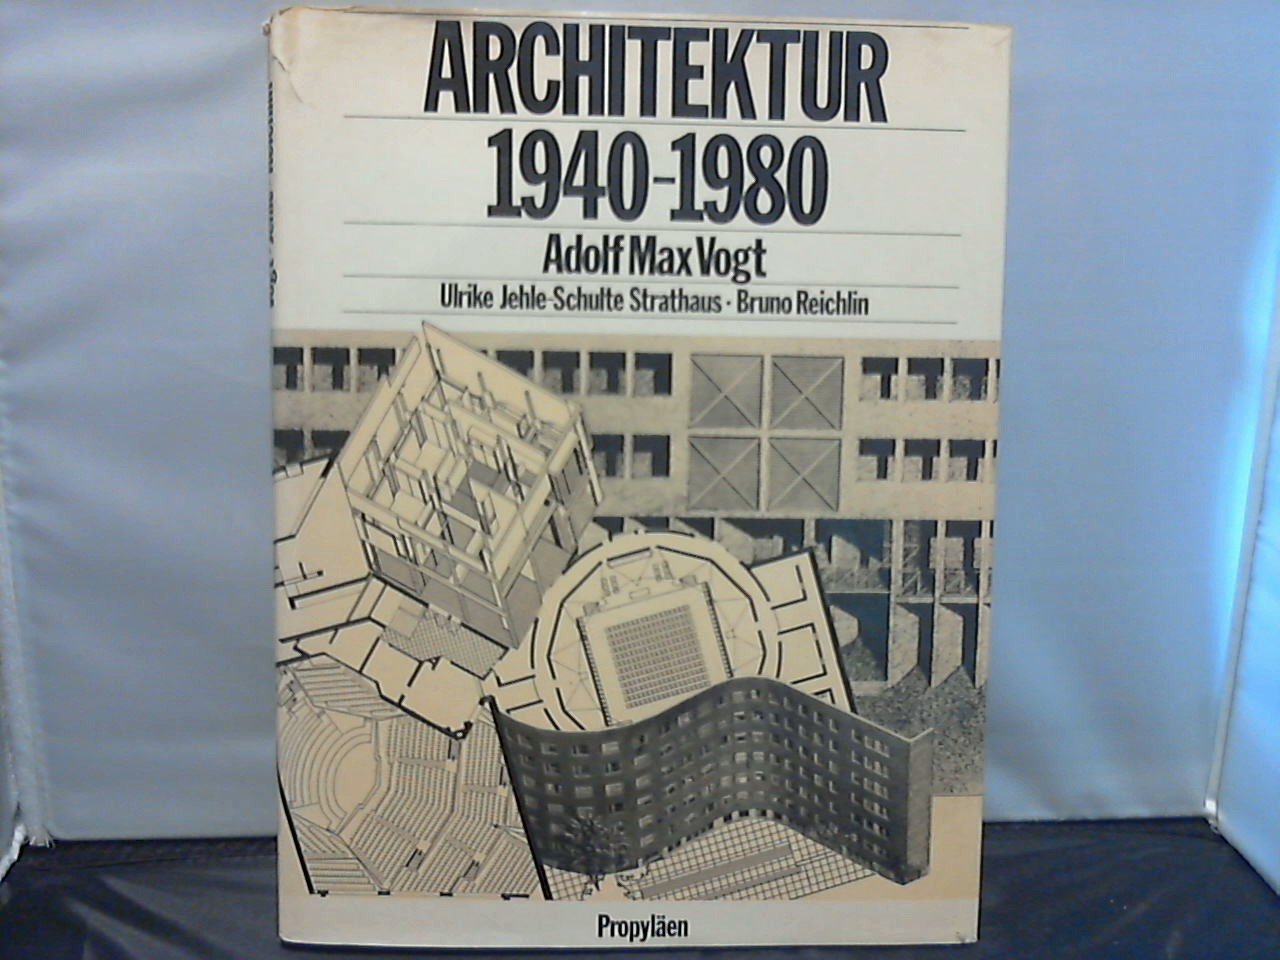 ARCHITEKTUR
1940-1980
Adolf Max Vogt
Ulrike Jehle-Schulte Strathaus · Bruno Reichlin
Propyläen